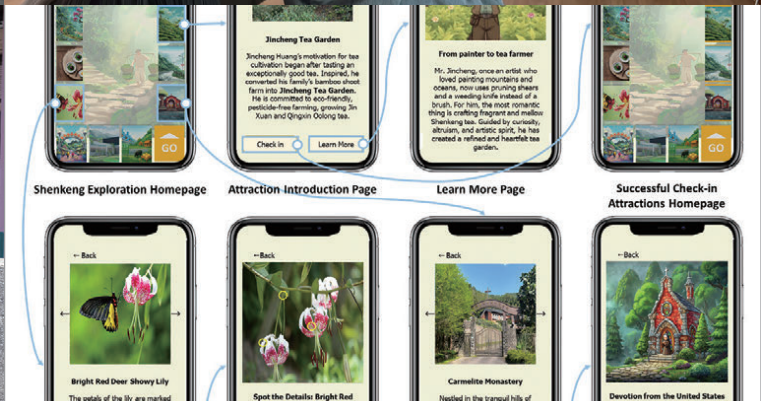 GO
Jincheng Tea Garden
Jincheng Huang's motivation for tea
cultivation began after tasting an
exceptionally good tea. Inspired, he
converted his family's bamboo shoot
farm into Jincheng Tea Garden.
He is committed to eco-friendly,
pesticide-free farming, growing Jin
Xuan and Qingxin Oolong tea.
Check in
Learn More
From painter to tea farmer
Mr. Jincheng, once an artist who
loved painting mountains and
oceans, now uses pruning shears
and a weeding knife instead of a
brush. For him, the most romantic
thing is crafting fragrant and mellow
Shenkeng tea. Guided by curiosity,
altruism, and artistic spirit, he has
created a refined and heartfelt tea
garden.
GO
Shenkeng Exploration Homepage
Attraction Introduction Page
Learn More Page
Successful Check-in
Attractions Homepage
←Back
Bright Red Deer Showy Lily
The petals of the lily are marked
←Back
Spot the Details: Bright Red
←Back
Carmelite Monastery
Nestled in the tranquil hills of
←Back
Devotion from the United States